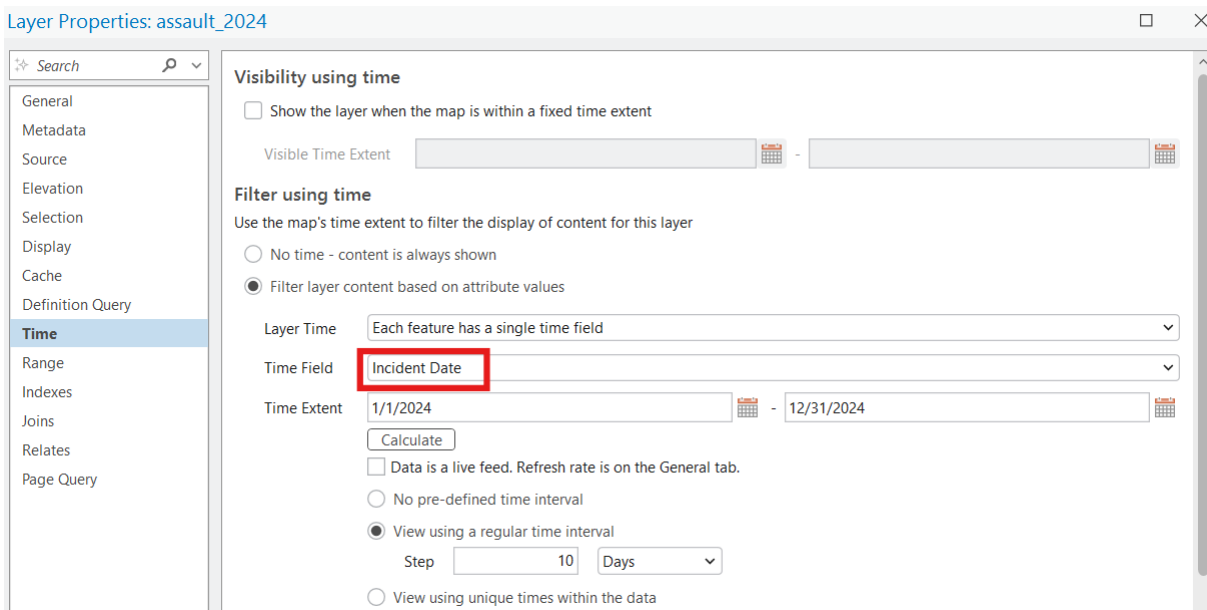 Layer Properties: assault_2024
Search
General
Metadata
Source
Elevation
Selection
Display
Cache
Definition Query
Time
Range
Indexes
Joins
Relates
Page Query
Visibility using time
Show the layer when the map is within a fixed time extent
Visible Time Extent -
Filter using time
Use the map's time extent to filter the display of content for this layer
No time - content is always shown
Filter layer content based on attribute values
Layer Time Each feature has a single time field
Time Field Incident Date
Time Extent 1/1/2024 - 12/31/2024
Calculate
Data is a live feed. Refresh rate is on the General tab.
No pre-defined time interval
View using a regular time interval
Step 10 Days
View using unique times within the data